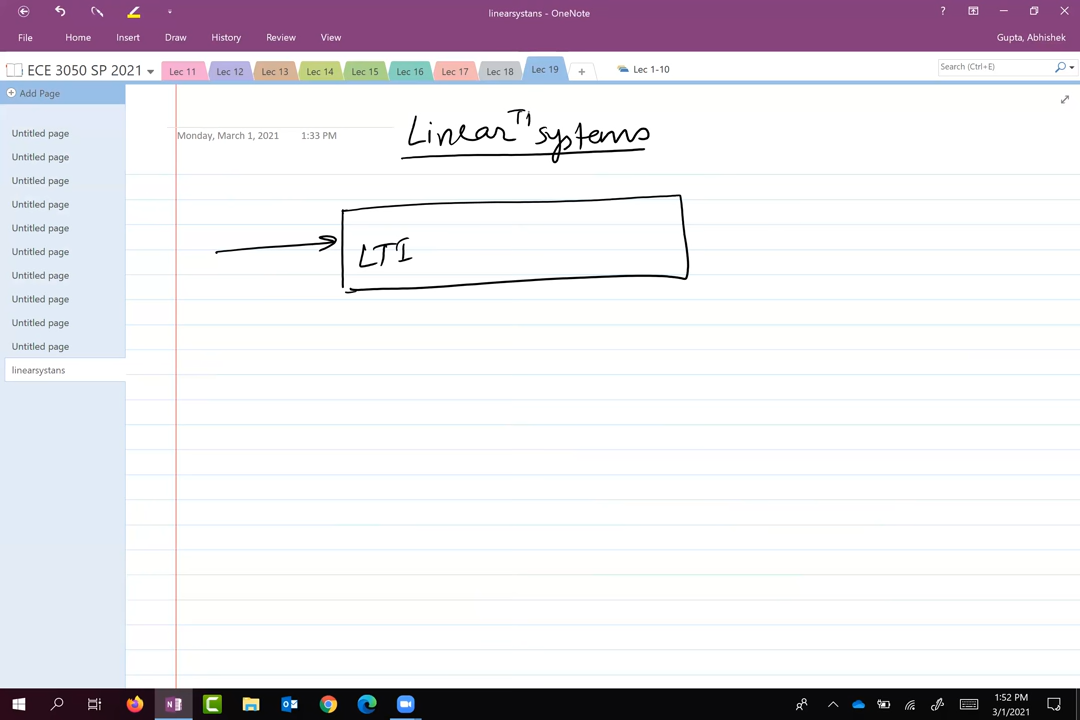 linearsystans - OneNote
File Home Insert Draw History Review View Gupta, Abhishek
ECE 3050 SP 2021 Lec 11 Lec 12 Lec 13 Lec 14 Lec 15 Lec 16 Lec 17 Lec 18 Lec 19 Lec 1-10 Search (Ctrl+E)
Add Page
Untitled page
Untitled page
Untitled page
Untitled page
Untitled page
Untitled page
Untitled page
Untitled page
Untitled page
Untitled page
linearsystans
Monday, March 1, 2021 1:33 PM
Linear TI systems
LTI
1:52 PM
3/1/2021